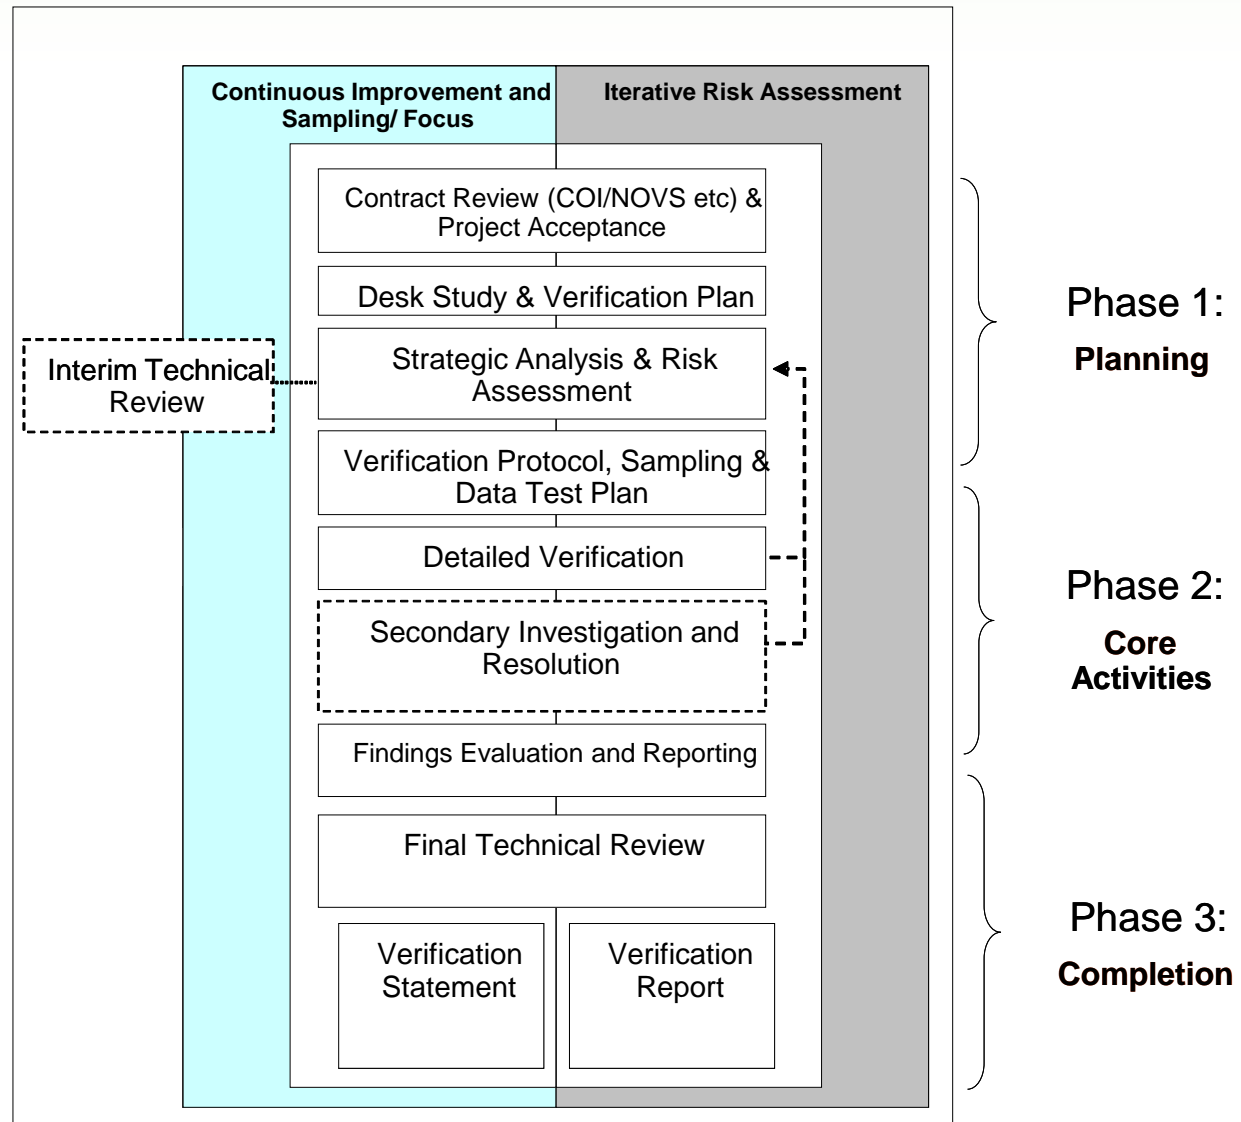 Continuous Improvement and
Sampling/ Focus
Iterative Risk Assessment
Contract Review (COI/NOVS etc) &
Project Acceptance
Desk Study & Verification Plan
Strategic Analysis & Risk
Assessment
Interim Technical
Review
Verification Protocol, Sampling &
Data Test Plan
Detailed Verification
Secondary Investigation and
Resolution
Findings Evaluation and Reporting
Final Technical Review
Verification
Statement
Verification
Report
Phase 1:
Planning
Phase 2:
Core
Activities
Phase 3:
Completion